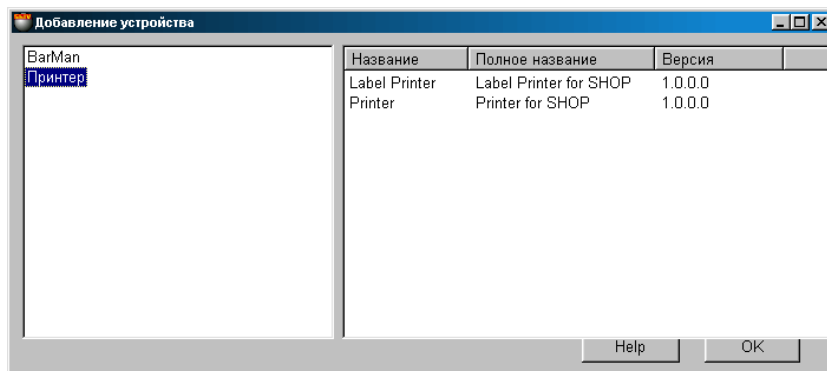 Добавление устройства
BarMan
Принтер
Название Полное название Версия
Label Printer Label Printer for SHOP 1.0.0.0
Printer Printer for SHOP 1.0.0.0
Help OK